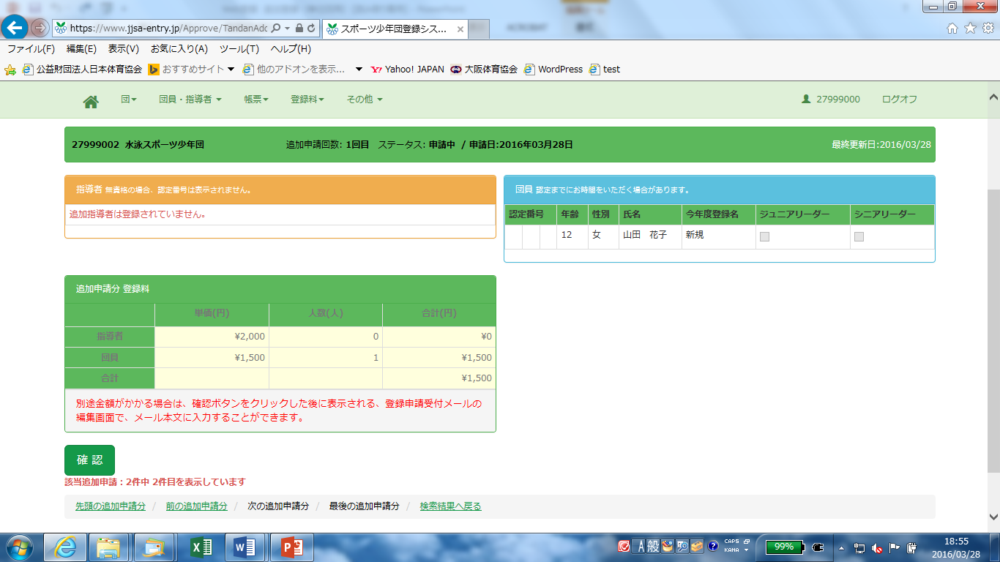 https://www.jjsa-entry.jp/Approve/TandanAdd
スポーツ少年団登録シス...
ファイル(F) 編集(E) 表示(V) お気に入り(A) ツール(T) ヘルプ(H)
公益財団法人日本体育協会 おすすめサイト 他のアドオンを表示... Yahoo! JAPAN 大阪体育協会 WordPress test
団 団員・指導者 帳票 登録料 その他 27999000 ログオフ
27999002 水泳スポーツ少年団 追加申請回数: 1回目 ステータス: 申請中 / 申請日:2016年03月28日 最終更新日:2016/03/28
指導者 無資格の場合、認定番号は表示されません。
追加指導者は登録されていません。
団員 認定までにお時間をいただく場合があります。
認定番号 年齢 性別 氏名 今年度登録名 ジュニアリーダー シニアリーダー
12 女 山田 花子 新規
追加申請分 登録料
単価(円) 人数(人) 合計(円)
指導者 ¥2,000 0 ¥0
団員 ¥1,500 1 ¥1,500
合計 ¥1,500
別途金額がかかる場合は、確認ボタンをクリックした後に表示される、登録申請受付メールの
編集画面で、メール本文に入力することができます。
確 認
該当追加申請：2件中 2件目を表示しています
先頭の追加申請分 / 前の追加申請分 / 次の追加申請分 / 最後の追加申請分 / 検索結果へ戻る
A 般 CAPS KANA 99% 18:55
2016/03/28